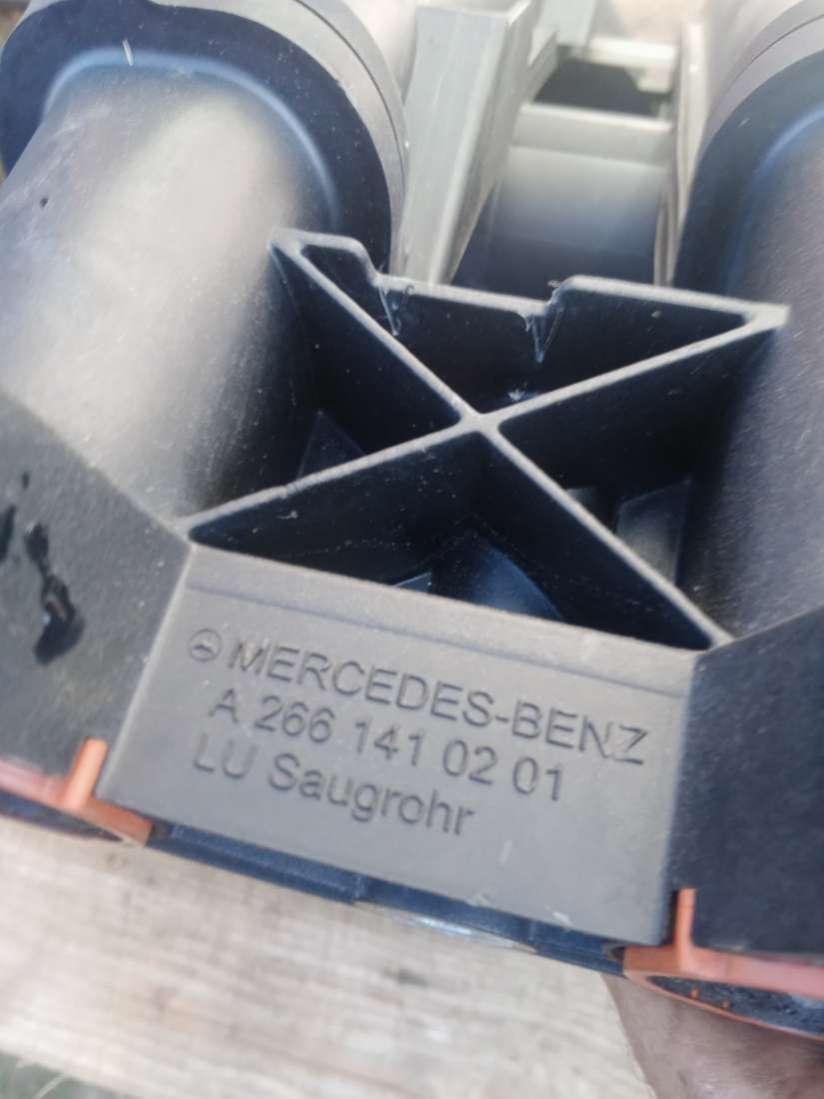 MERCEDES-BENZ
A 266 141 02 01
LU Saugrohr